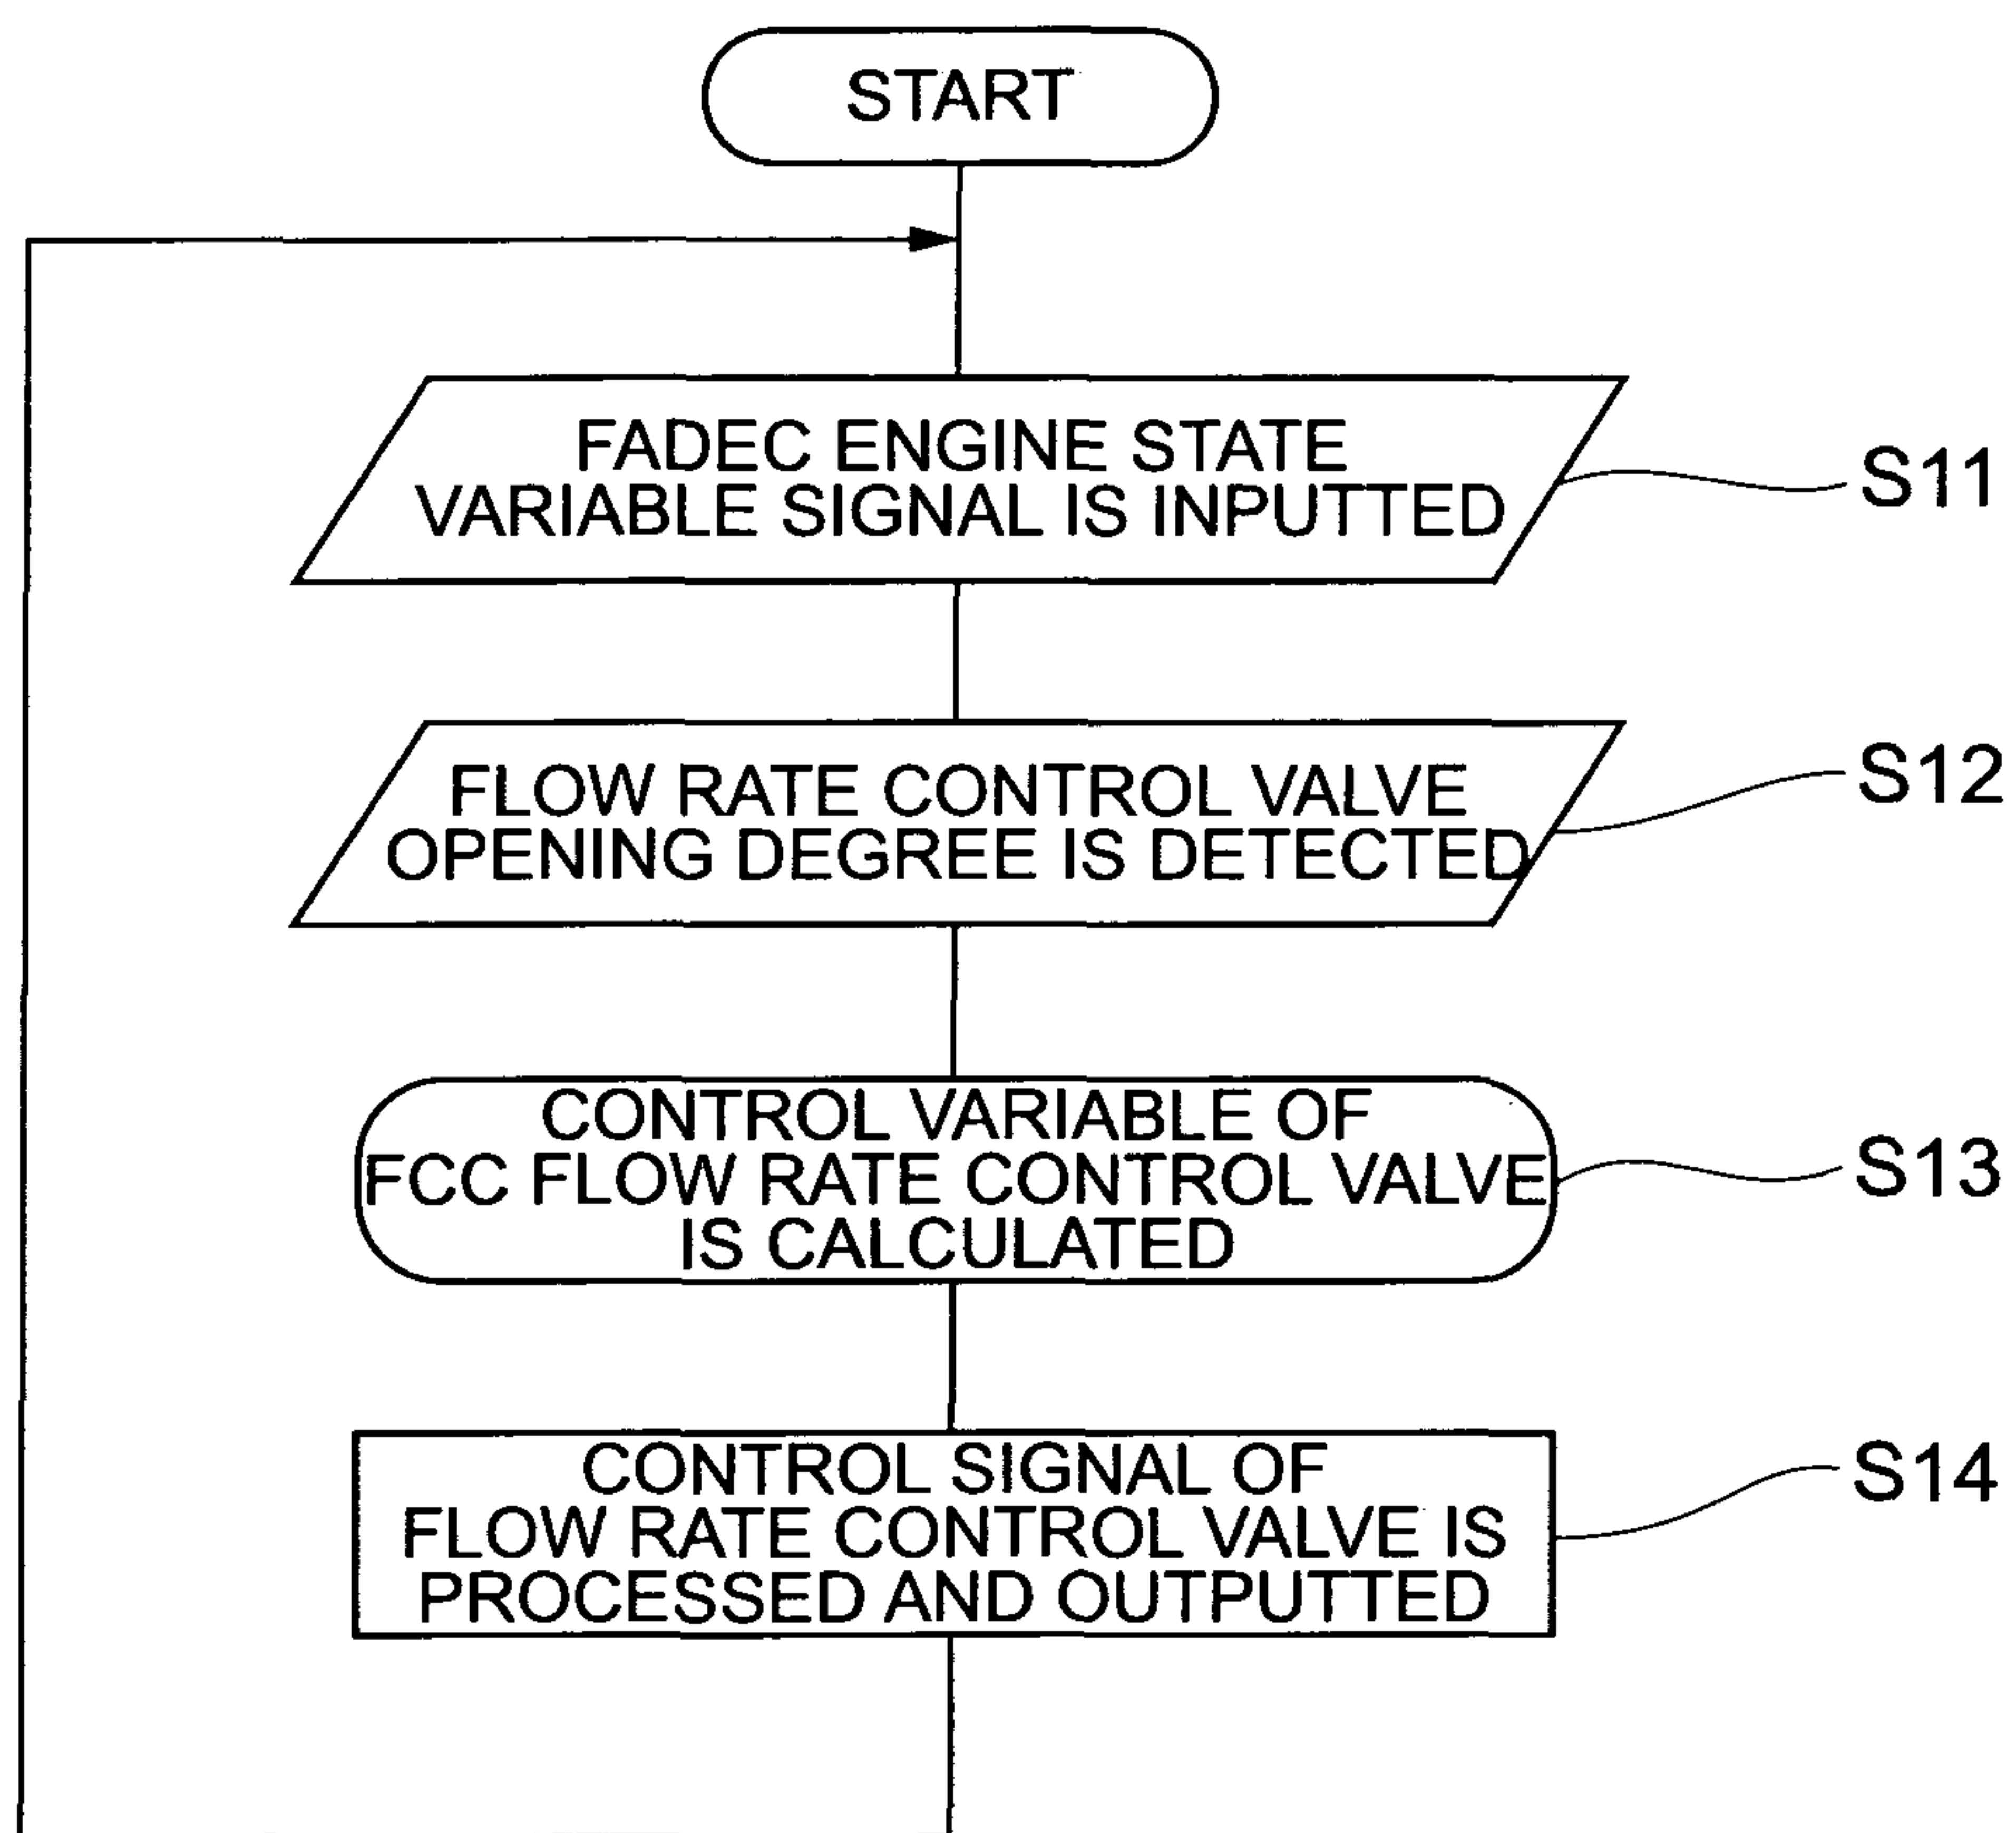 START
FADEC ENGINE STATE
VARIABLE SIGNAL IS INPUTTED
S11
FLOW RATE CONTROL VALVE
OPENING DEGREE IS DETECTED
S12
CONTROL VARIABLE OF
FCC FLOW RATE CONTROL VALVE
IS CALCULATED
S13
CONTROL SIGNAL OF
FLOW RATE CONTROL VALVE IS
PROCESSED AND OUTPUTTED
S14